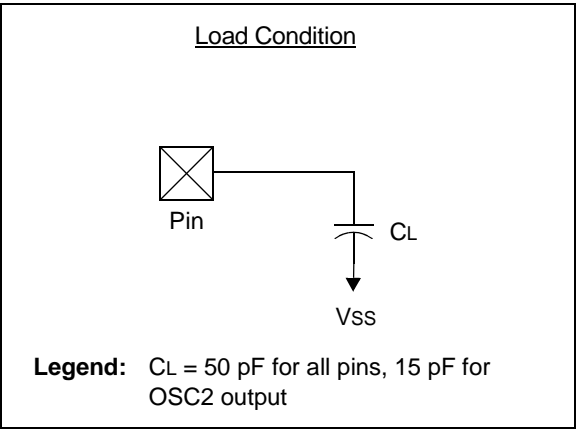 Load Condition
Pin
CL
VSS
Legend: CL = 50 pF for all pins, 15 pF for
OSC2 output